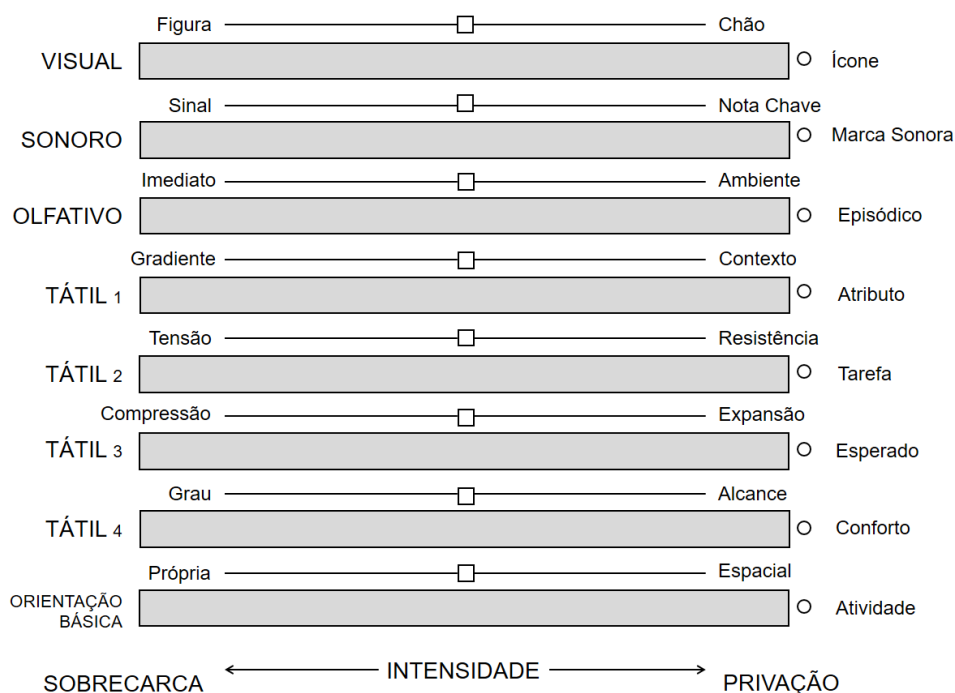 Figura Chão
VISUAL Ícone
Sinal Nota Chave
SONORO Marca Sonora
Imediato Ambiente
OLFATIVO Episódico
Gradiente Contexto
TÁTIL 1 Atributo
Tensão Resistência
TÁTIL 2 Tarefa
Compressão Expansão
TÁTIL 3 Esperado
Grau Alcance
TÁTIL 4 Conforto
Própria Espacial
ORIENTAÇÃO
BÁSICA Atividade
INTENSIDADE
SOBRECARCA PRIVAÇÃO